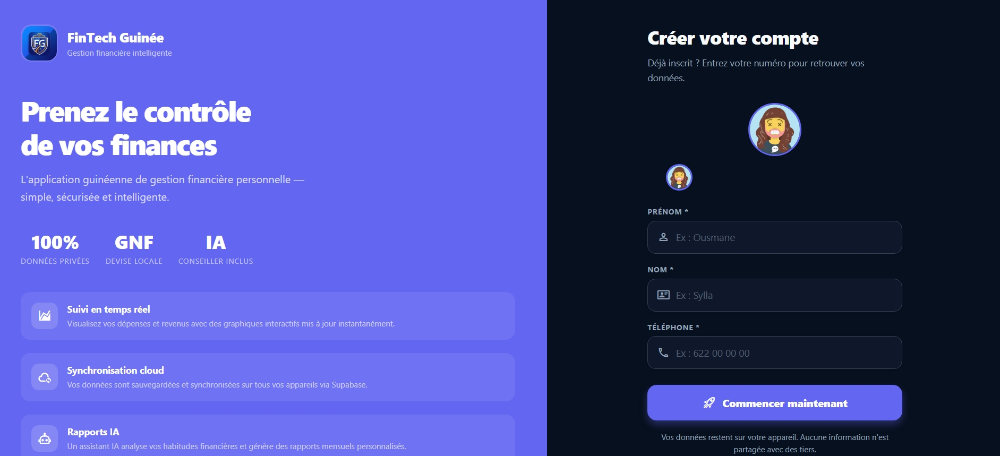 FG
FinTech Guinée
Gestion financière intelligente
Prenez le contrôle
de vos finances
L'application guinéenne de gestion financière personnelle —
simple, sécurisée et intelligente.
100%
DONNÉES PRIVÉES
GNF
DEVISE LOCALE
IA
CONSEILLER INCLUS
Suivi en temps réel
Visualisez vos dépenses et revenus avec des graphiques interactifs mis à jour instantanément.
Synchronisation cloud
Vos données sont sauvegardées et synchronisées sur tous vos appareils via Supabase.
Rapports IA
Un assistant IA analyse vos habitudes financières et génère des rapports mensuels personnalisés.
Créer votre compte
Déjà inscrit ? Entrez votre numéro pour retrouver vos
données.
PRÉNOM *
Ex : Ousmane
NOM *
Ex : Sylla
TÉLÉPHONE *
Ex : 622 00 00 00
Commencer maintenant
Vos données restent sur votre appareil. Aucune information n'est
partagée avec des tiers.